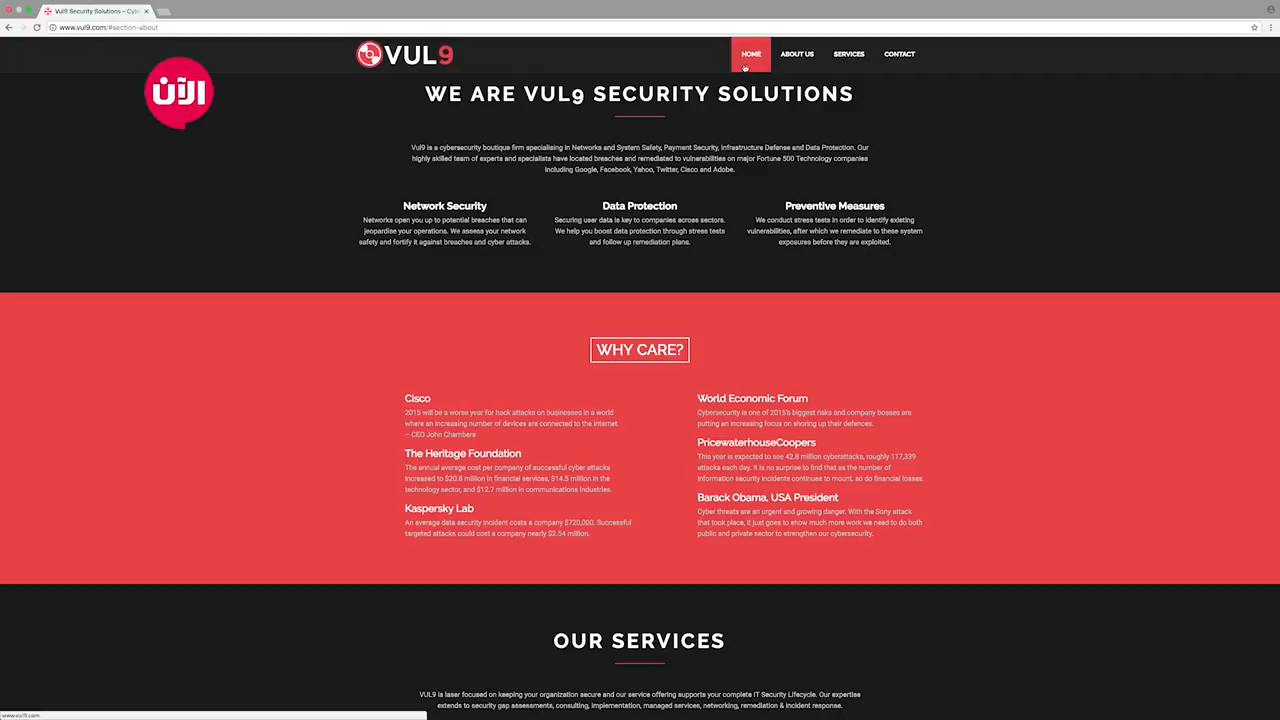 Vul9 Security Solutions – Cyb
www.vul9.com/#section-about
VUL9
HOME ABOUT US SERVICES CONTACT
الآن
WE ARE VUL9 SECURITY SOLUTIONS
Vul9 is a cybersecurity boutique firm specialising in Networks and System Safety, Payment Security, Infrastructure Defense and Data Protection. Our
highly skilled team of experts and specialists have located breaches and remediated to vulnerabilities on major Fortune 500 Technology companies
Including Google, Facebook, Yahoo, Twitter, Cisco and Adobe.
Network Security
Networks open you up to potential breaches that can
jeopardise your operations. We assess your network
safety and fortify it against breaches and cyber attacks.
Data Protection
Securing user data is key to companies across sectors.
We help you boost data protection through stress tests
and follow up remediation plans.
Preventive Measures
We conduct stress tests in order to identify existing
vulnerabilities, after which we remediate to these system
exposures before they are exploited.
WHY CARE?
Cisco
2015 will be a worse year for hack attacks on businesses in a world
where an increasing number of devices are connected to the internet.
– CEO John Chambers
The Heritage Foundation
The annual average cost per company of successful cyber attacks
increased to $20.8 million in financial services, $14.5 million in the
technology sector, and $12.7 million in communications industries.
Kaspersky Lab
An average data security incident costs a company $720,000. Successful
targeted attacks could cost a company nearly $2.54 million.
World Economic Forum
Cybersecurity is one of 2015's biggest risks and company bosses are
putting an increasing focus on shoring up their defences.
PricewaterhouseCoopers
This year is expected to see 42.8 million cyberattacks, roughly 117,339
attacks each day. It is no surprise to find that as the number of
information security incidents continues to mount, so do financial losses.
Barack Obama, USA President
Cyber threats are an urgent and growing danger. With the Sony attack
that took place, it just goes to show much more work we need to do both
public and private sector to strengthen our cybersecurity.
OUR SERVICES
VUL9 is laser focused on keeping your organization secure and our service offering supports your complete IT Security Lifecycle. Our expertise
extends to security gap assessments, consulting, implementation, managed services, networking, remediation & incident response.
www.vul9.com